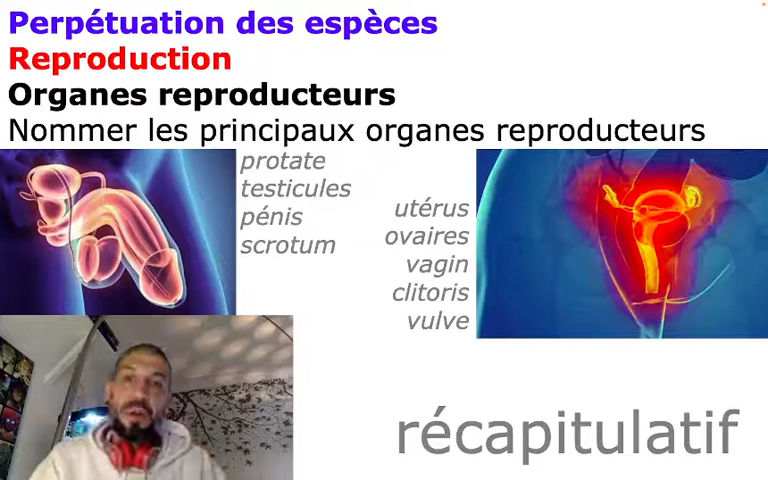 Perpétuation des espèces
Reproduction
Organes reproducteurs
Nommer les principaux organes reproducteurs
protate
testicules
pénis
scrotum
utérus
ovaires
vagin
clitoris
vulve
récapitulatif